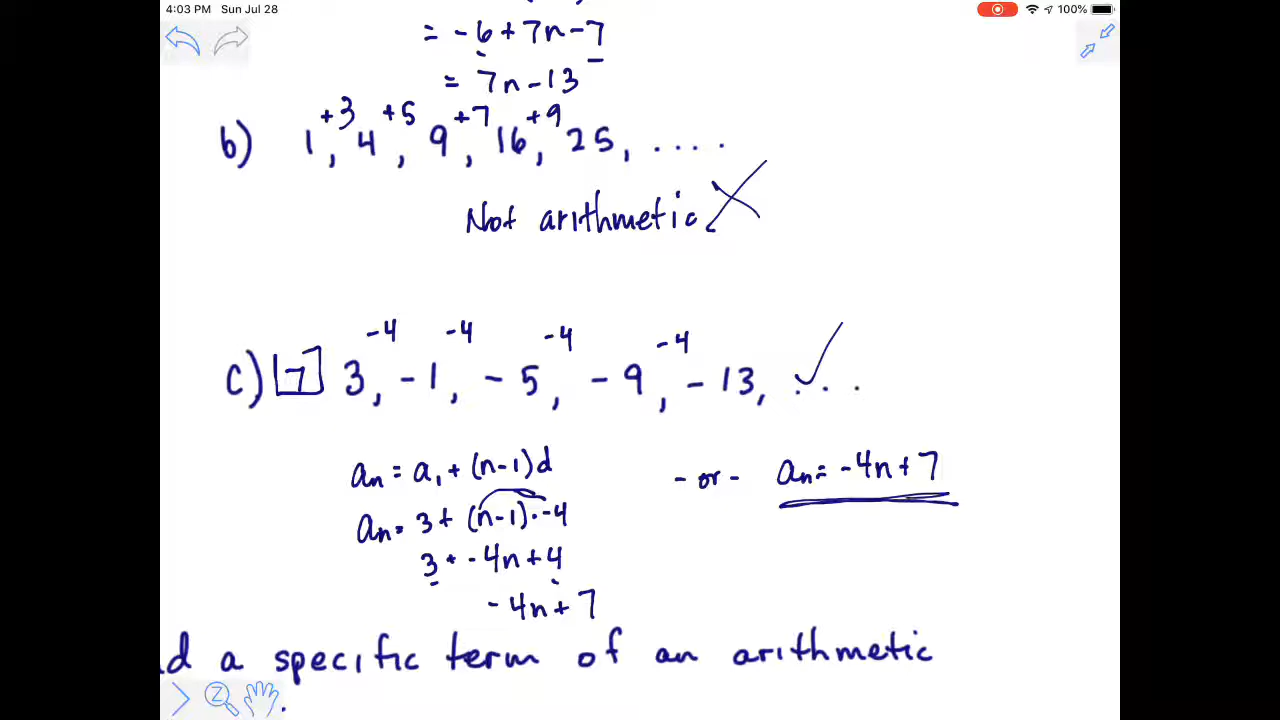 4:03 PM Sun Jul 28 100%
= -6 + 7n - 7
= 7n - 13
+3 +5 +7 +9
b) 1, 4, 9, 16, 25, ....
Not arithmetic
-4 -4 -4 -4
c) 7 3, -1, -5, -9, -13, ...
an = a1 + (n-1)d
- or - an = -4n + 7
an = 3 + (n-1)·-4
3 + -4n + 4
-4n + 7
d a specific term of an arithmetic
Z